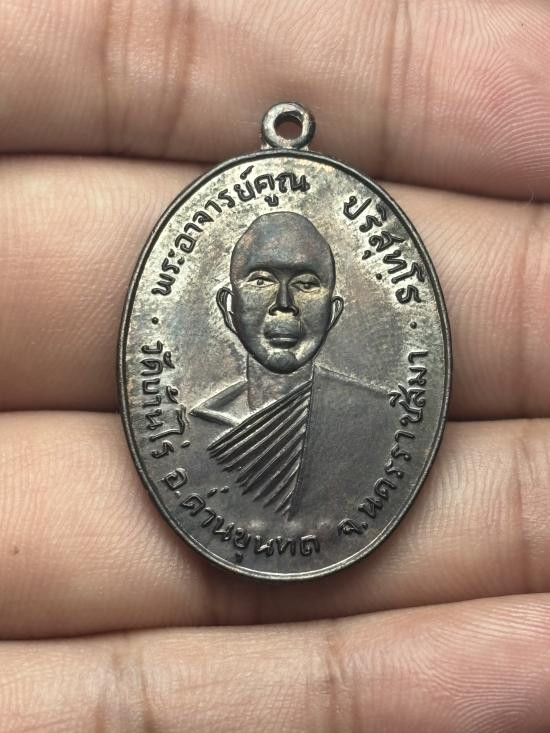 พระอาจารย์คูณ ปริสุทฺโธ
วัดบ้านไร่ อ.ด่านขุนทด จ.นครราชสีมา